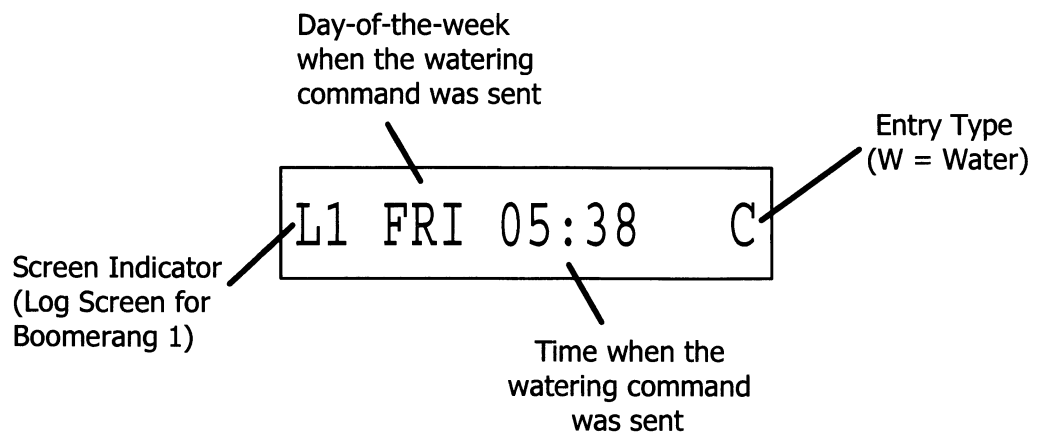 Day-of-the-week
when the watering
command was sent
Entry Type
(W = Water)
L1 FRI 05:38 C
Screen Indicator
(Log Screen for
Boomerang 1)
Time when the
watering command
was sent